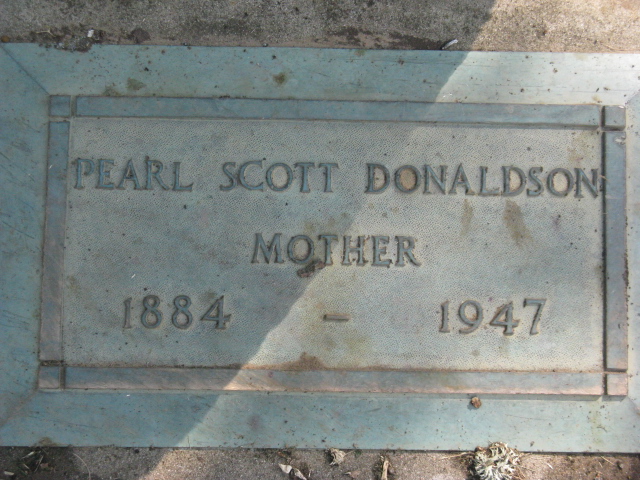 PEARL SCOTT DONALDSON
MOTHER
1884 – 1947